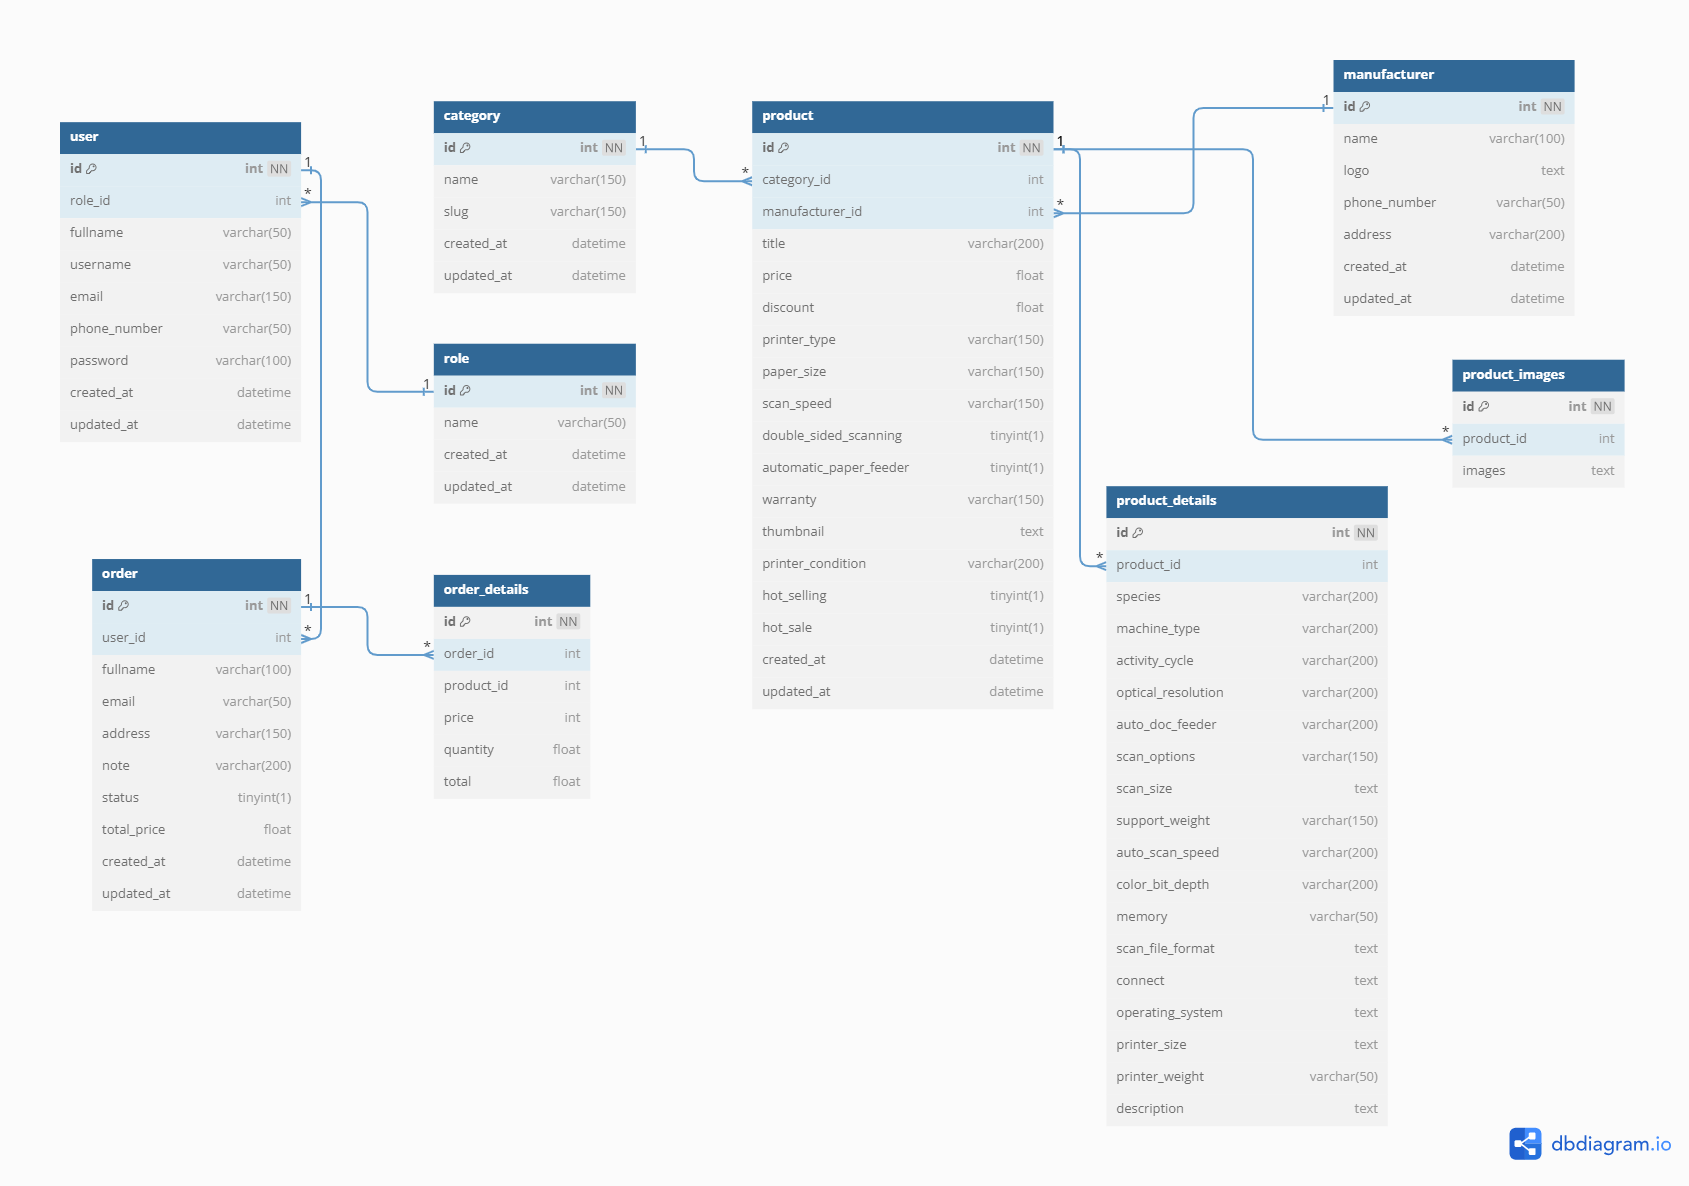 user
id int NN
role_id int
fullname varchar(50)
username varchar(50)
email varchar(150)
phone_number varchar(50)
password varchar(100)
created_at datetime
updated_at datetime
1
*
category
id int NN
name varchar(150)
slug varchar(150)
created_at datetime
updated_at datetime
1
*
role
1
id int NN
name varchar(50)
created_at datetime
updated_at datetime
order
id int NN
user_id int
fullname varchar(100)
email varchar(50)
address varchar(150)
note varchar(200)
status tinyint(1)
total_price float
created_at datetime
updated_at datetime
1
*
order_details
id int NN
*
order_id int
product_id int
price int
quantity float
total float
product
id int NN
category_id int
manufacturer_id int
title varchar(200)
price float
discount float
printer_type varchar(150)
paper_size varchar(150)
scan_speed varchar(150)
double_sided_scanning tinyint(1)
automatic_paper_feeder tinyint(1)
warranty varchar(150)
thumbnail text
printer_condition varchar(200)
hot_selling tinyint(1)
hot_sale tinyint(1)
created_at datetime
updated_at datetime
1
*
manufacturer
1
id int NN
name varchar(100)
logo text
phone_number varchar(50)
address varchar(200)
created_at datetime
updated_at datetime
product_images
id int NN
*
product_id int
images text
product_details
id int NN
*
product_id int
species varchar(200)
machine_type varchar(200)
activity_cycle varchar(200)
optical_resolution varchar(200)
auto_doc_feeder varchar(200)
scan_options varchar(150)
scan_size text
support_weight varchar(150)
auto_scan_speed varchar(200)
color_bit_depth varchar(200)
memory varchar(50)
scan_file_format text
connect text
operating_system text
printer_size text
printer_weight varchar(50)
description text
dbdiagram.io